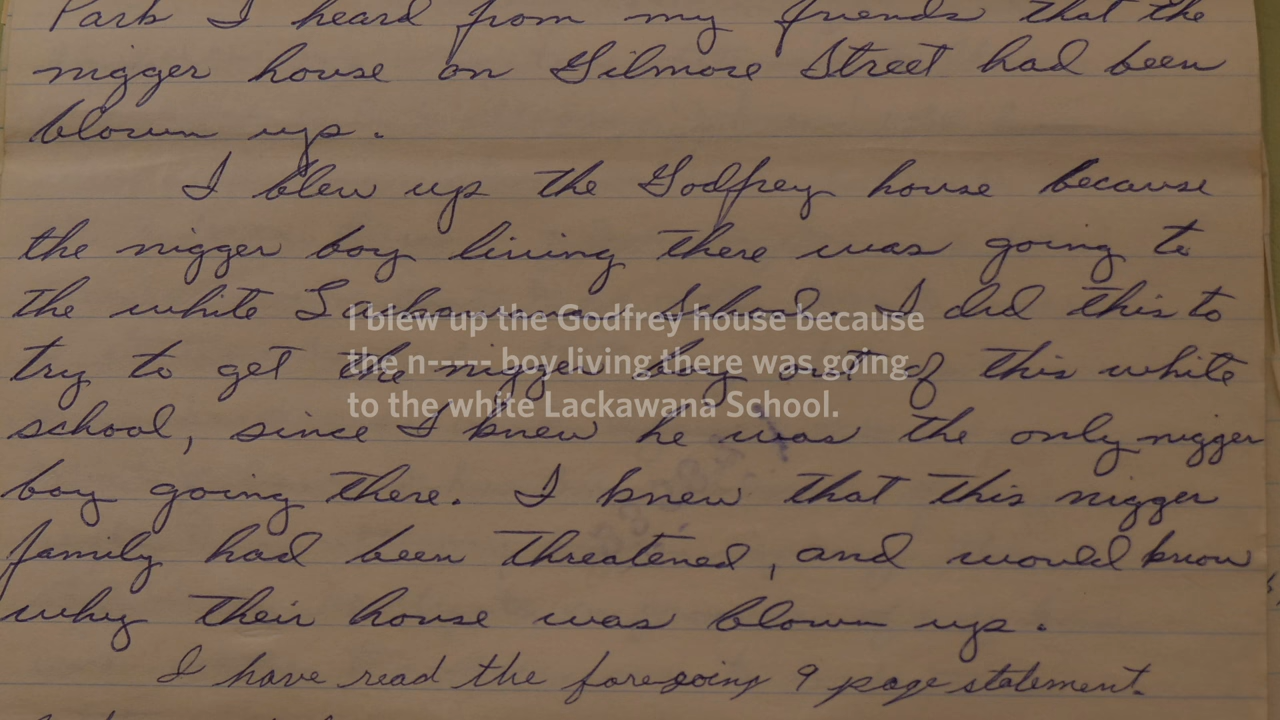 Park I heard from my friends that the
nigger house on Gilmore Street had been
blown up.
I blew up the Godfrey house because
the nigger boy living there was going to
the white Lackawana School. I did this to
try to get the nigger boy out of this white
school, since I knew he was the only nigger
boy going there. I knew that this nigger
family had been threatened, and would know
why their house was blown up.
I have read the foregoing 9 page statement.
I blew up the Godfrey house because
the n----- boy living there was going
to the white Lackawana School.